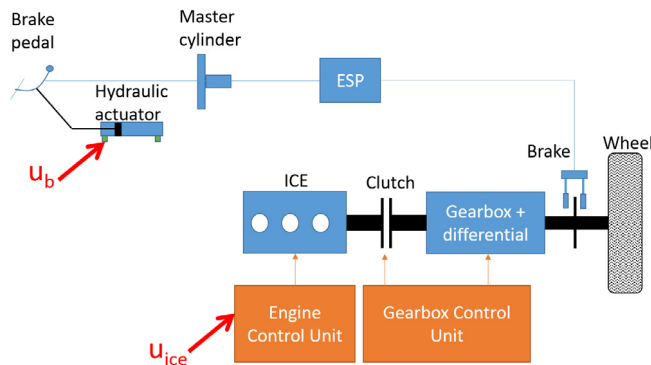 Brake
pedal
Master
cylinder
ESP
Hydraulic
actuator
u_b
Brake
Wheel
ICE
Clutch
Gearbox +
differential
Engine
Control Unit
Gearbox Control
Unit
u_ice